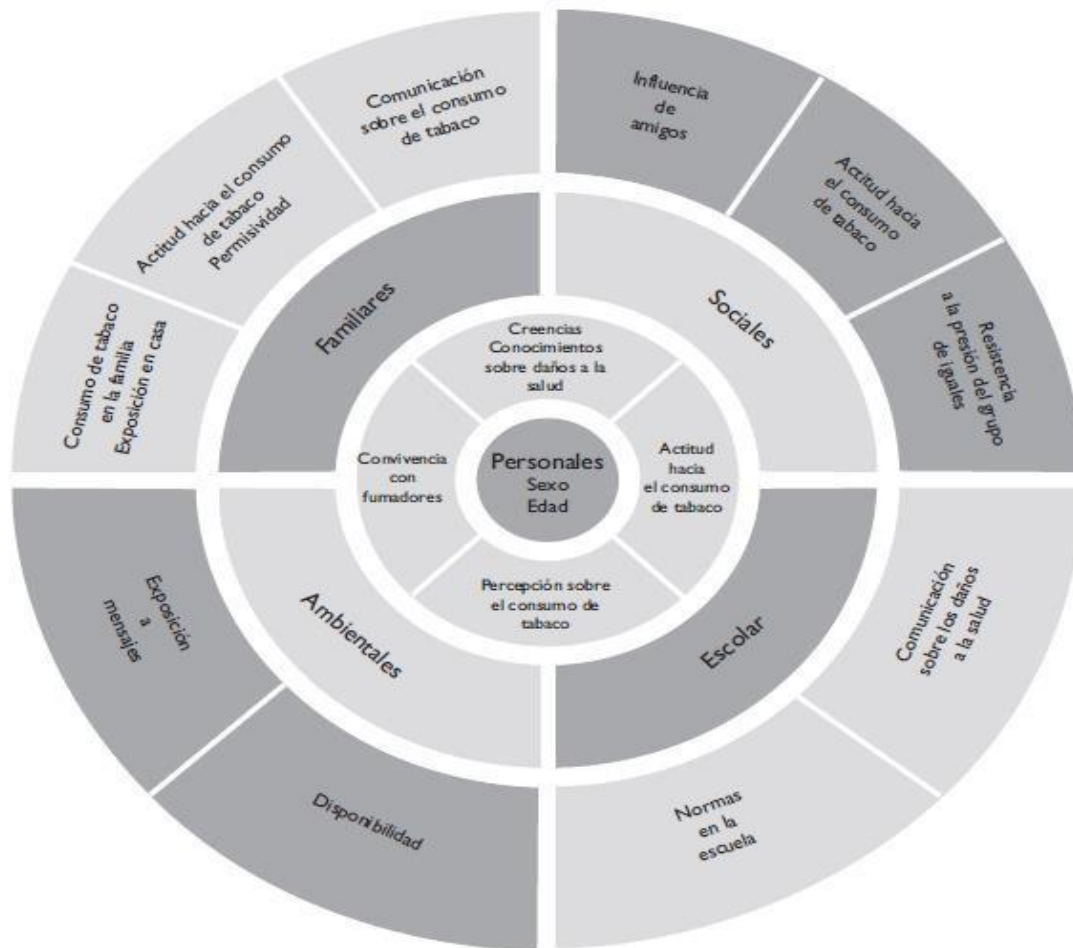 Comunicación
sobre el consumo
de tabaco
Influencia
de
amigos
Actitud hacia el consumo
de tabaco
Permisividad
Actitud hacia
el consumo
de tabaco
Consumo de tabaco
en la familia
Exposición en casa
Resistencia
a la presión del grupo
de iguales
Familiares
Sociales
Creencias
Conocimientos
sobre daños a la
salud
Convivencia
con
fumadores
Personales
Sexo
Edad
Actitud
hacia
el consumo
de tabaco
Percepción sobre
el consumo de
tabaco
Ambientales
Escolar
Exposición
a
mensajes
Comunicación
sobre los daños
a la salud
Disponibilidad
Normas
en la
escuela